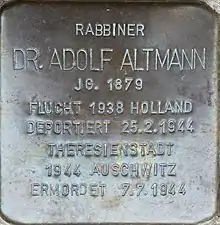 RABBINER
DR. ADOLF ALTMANN
JG. 1879
FLUCHT 1938 HOLLAND
DEPORTIERT 25.2.1944
THERESIENSTADT
1944 AUSCHWITZ
ERMORDET 7.7.1944